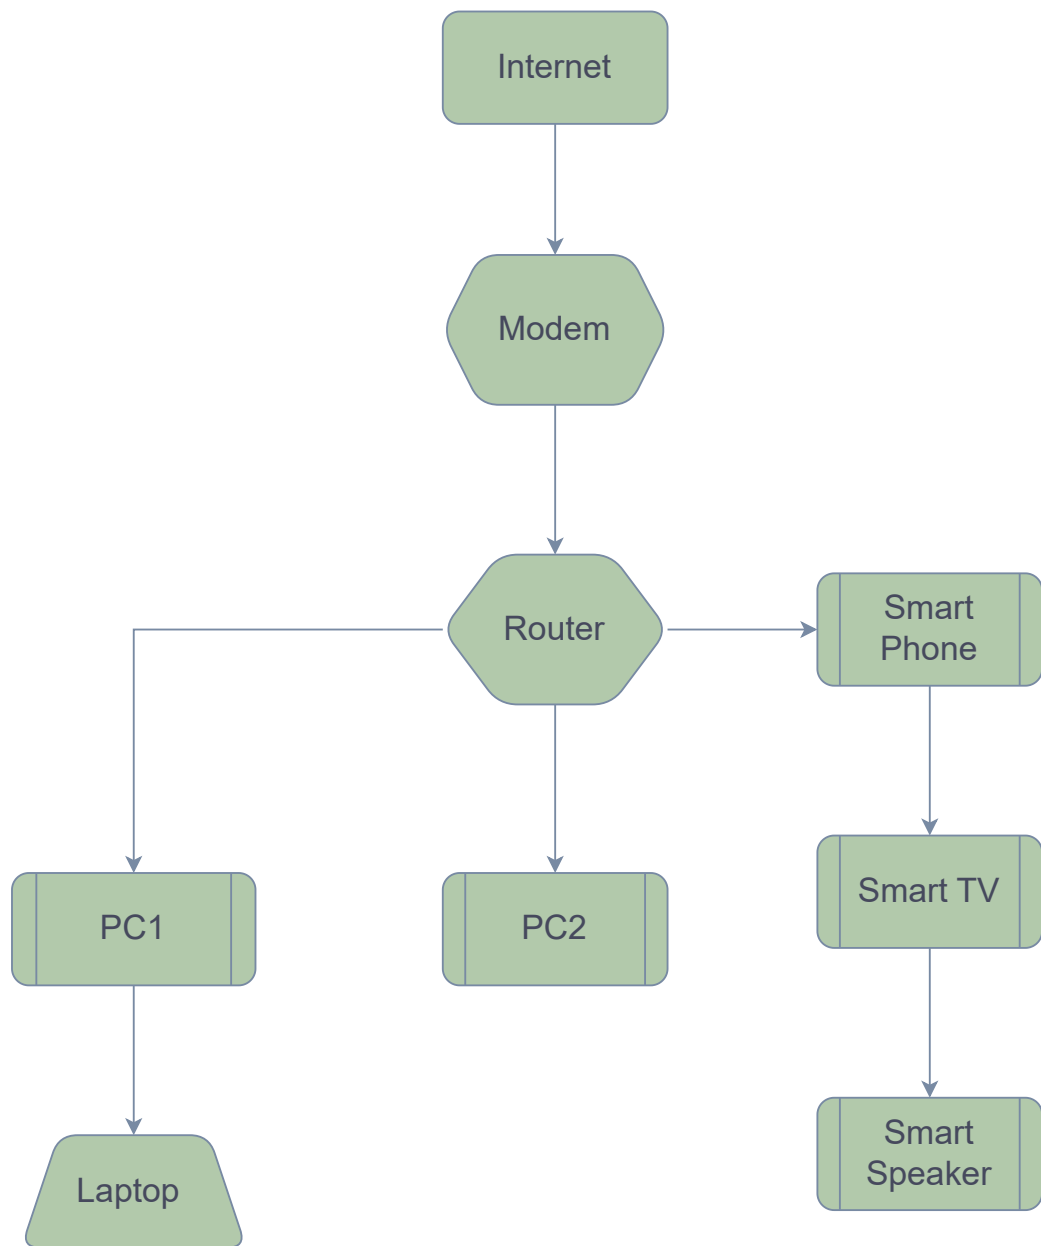 Internet
Modem
Router
Smart
Phone
Smart TV
PC1
PC2
Smart
Speaker
Laptop